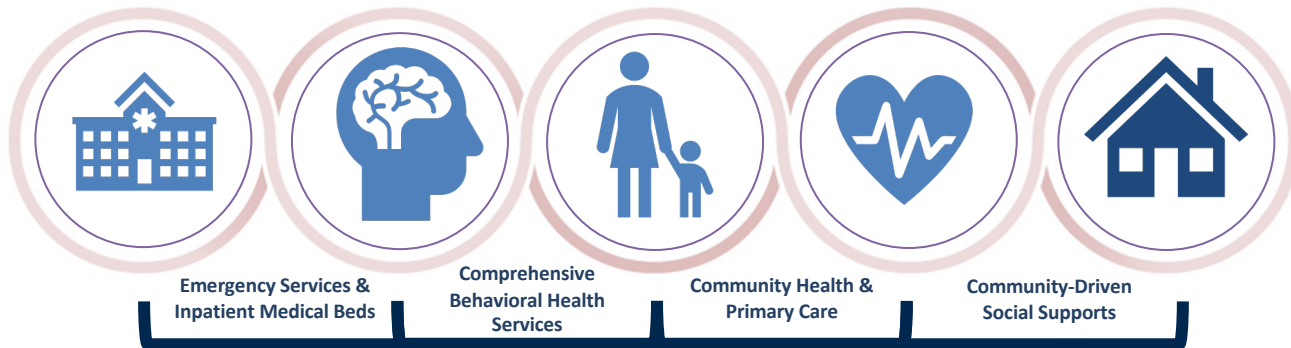 Emergency Services &
Inpatient Medical Beds
Comprehensive
Behavioral Health
Services
Community Health &
Primary Care
Community-Driven
Social Supports